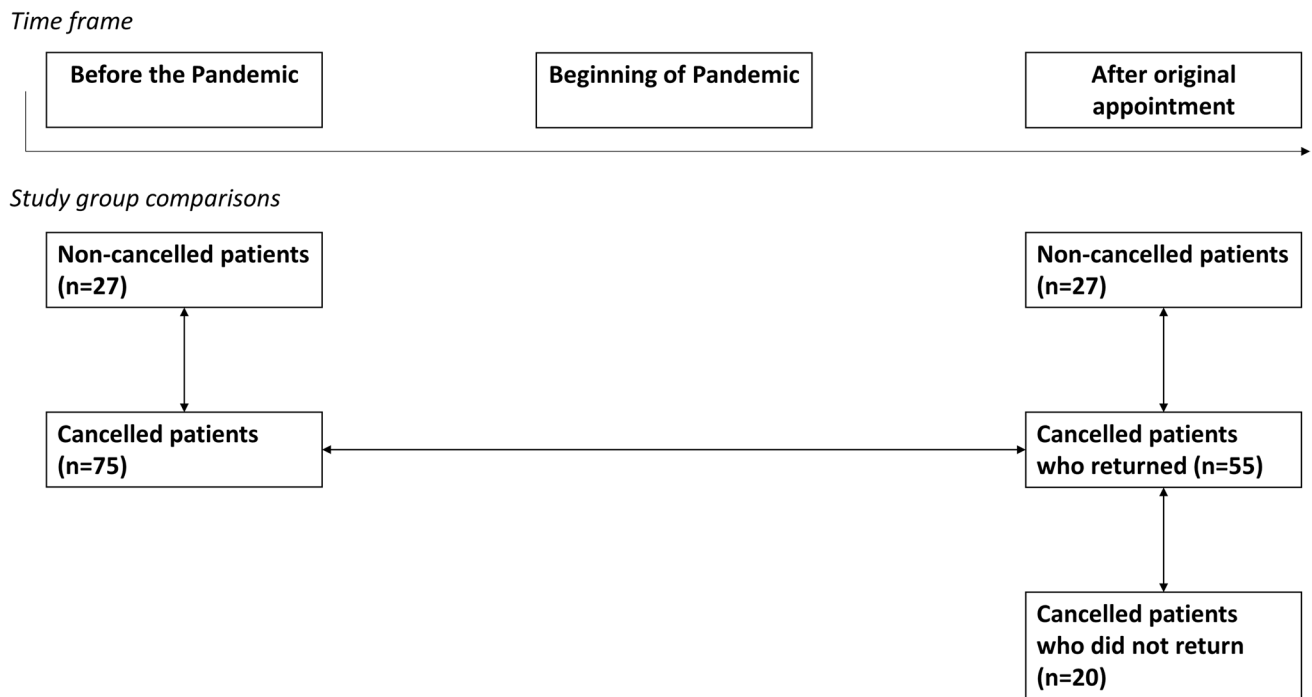 Time frame
Before the Pandemic
Beginning of Pandemic
After original
appointment
Study group comparisons
Non-cancelled patients
(n=27)
Non-cancelled patients
(n=27)
Cancelled patients
(n=75)
Cancelled patients
who returned (n=55)
Cancelled patients
who did not return
(n=20)